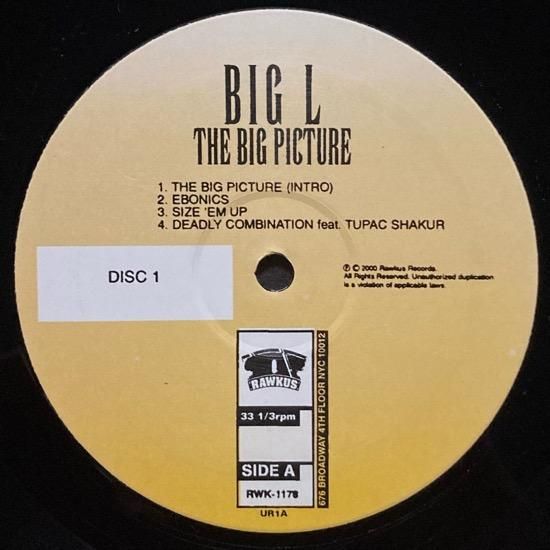 BIG L
THE BIG PICTURE
1. THE BIG PICTURE (INTRO)
2. EBONICS
3. SIZE 'EM UP
4. DEADLY COMBINATION feat. TUPAC SHAKUR
DISC 1
℗ © 2000 Rawkus Records.
All Rights Reserved. Unauthorized duplication
is a violation of applicable laws.
RAWKUS
33 1/3rpm
SIDE A
RWK-1178
676 BROADWAY 4TH FLOOR NYC 10012
UR1A